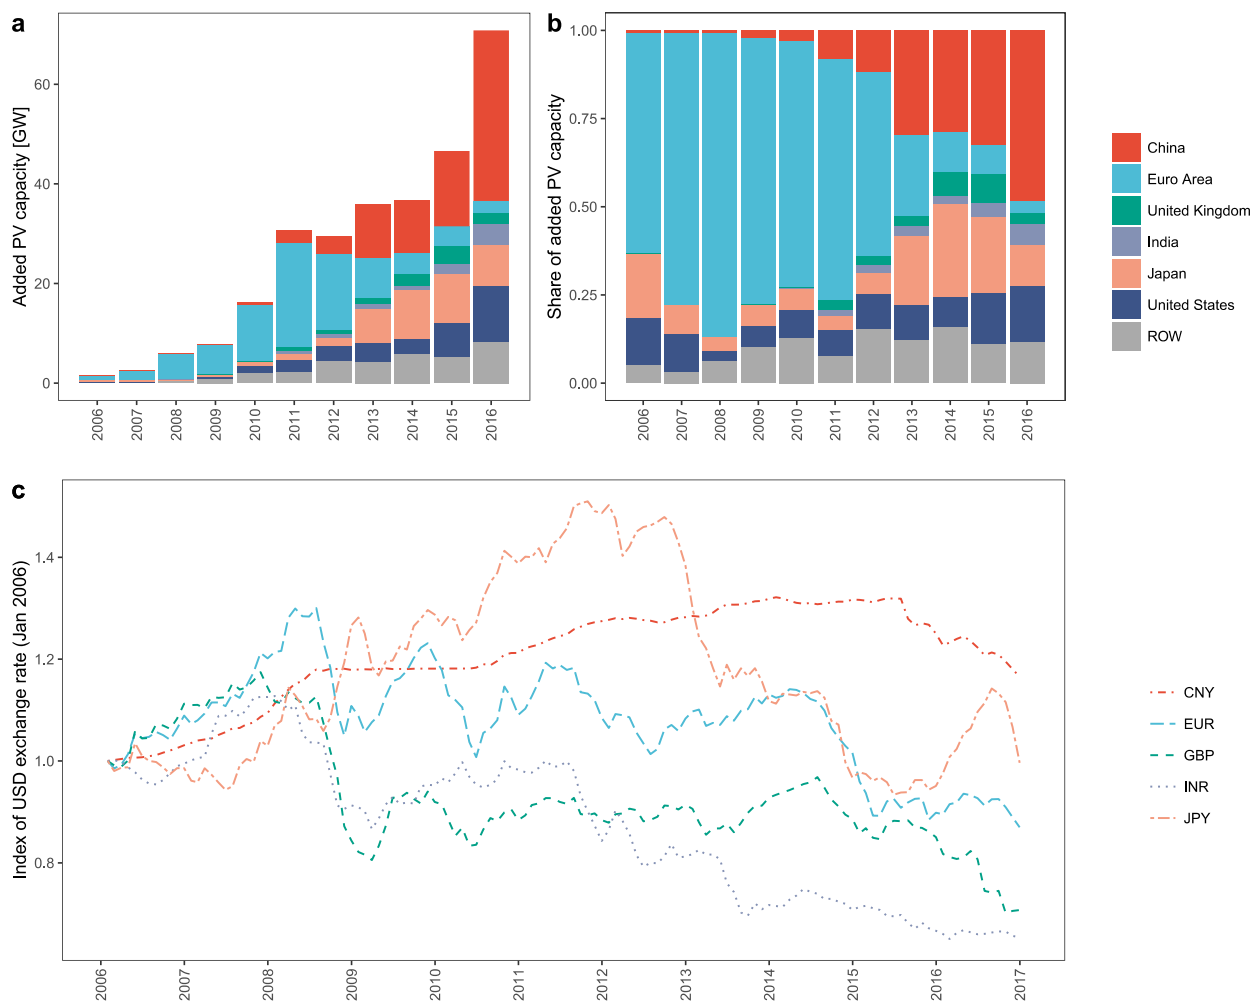 a
Added PV capacity [GW]
60
40
20
0
2006
2007
2008
2009
2010
2011
2012
2013
2014
2015
2016
b
Share of added PV capacity
1.00
0.75
0.50
0.25
0.00
2006
2007
2008
2009
2010
2011
2012
2013
2014
2015
2016
China
Euro Area
United Kingdom
India
Japan
United States
ROW
c
Index of USD exchange rate (Jan 2006)
1.4
1.2
1.0
0.8
2006
2007
2008
2009
2010
2011
2012
2013
2014
2015
2016
2017
CNY
EUR
GBP
INR
JPY